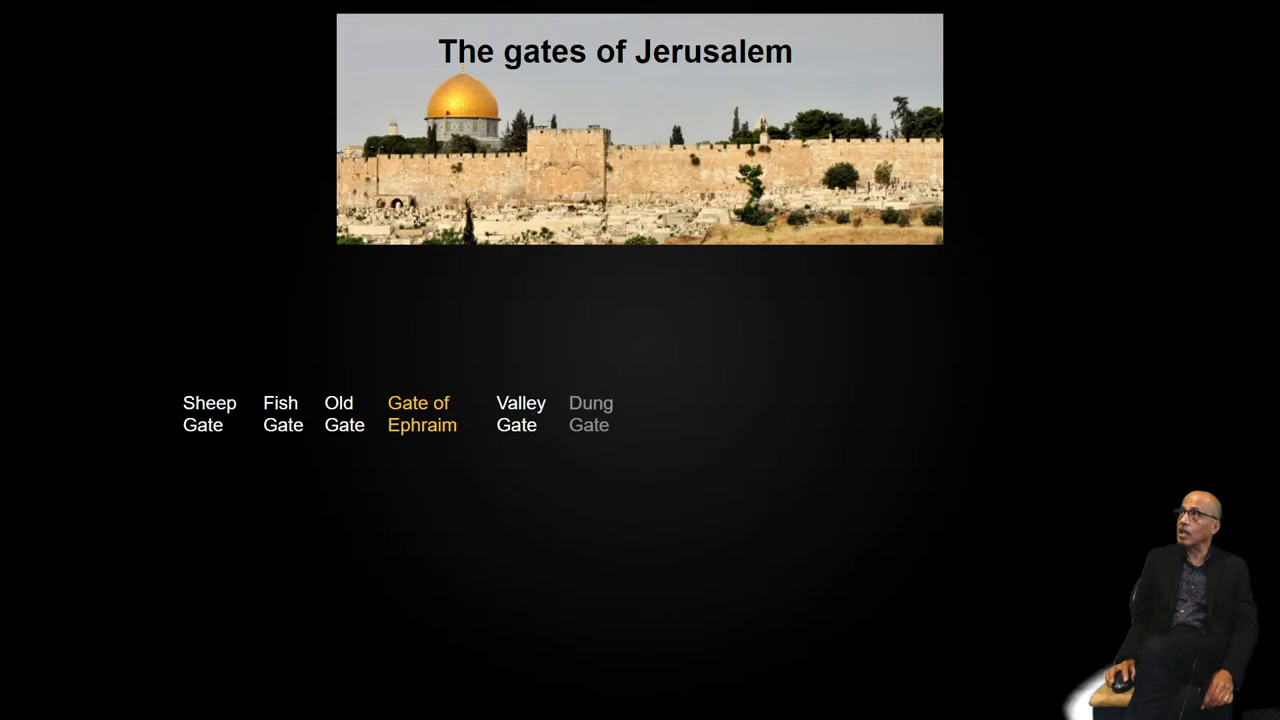 The gates of Jerusalem
Sheep Gate
Fish Gate
Old Gate
Gate of Ephraim
Valley Gate
Dung Gate